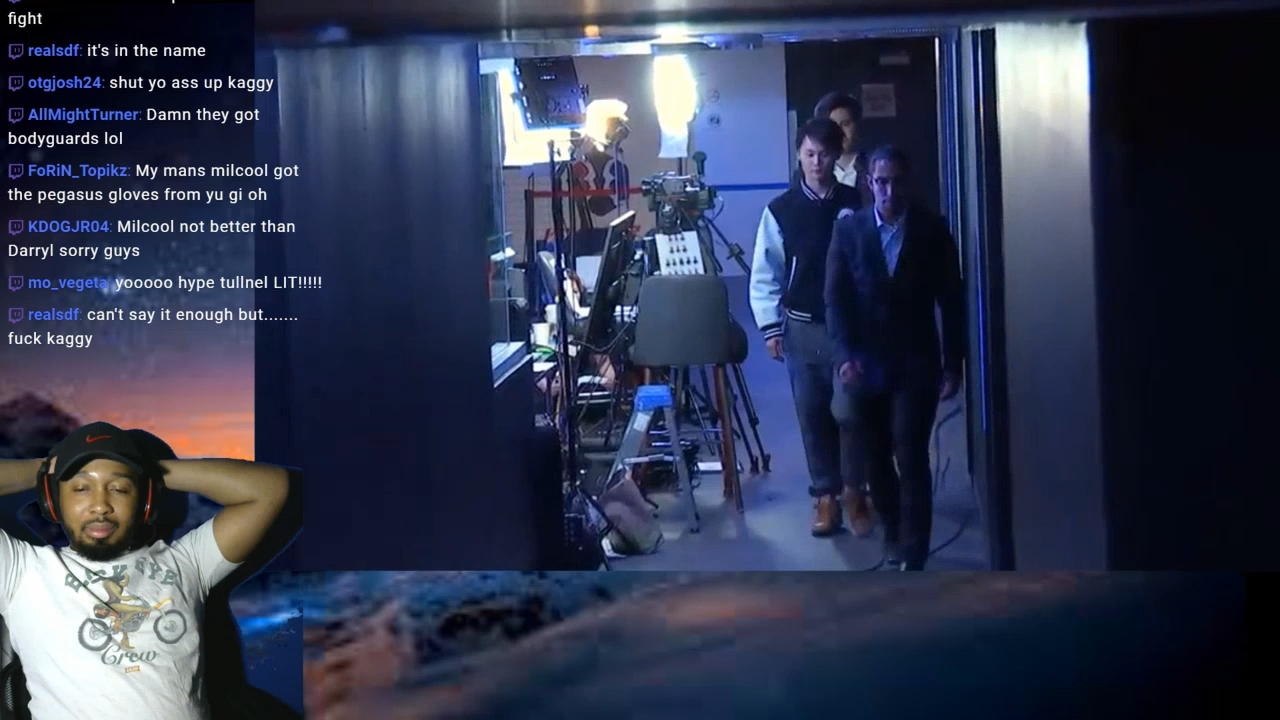 fight
realsdf: it's in the name
otgjosh24: shut yo ass up kaggy
AllMightTurner: Damn they got
bodyguards lol
FoRiN_Topikz: My mans milcool got
the pegasus gloves from yu gi oh
KDOGJR04: Milcool not better than
Darryl sorry guys
mo_vegeta: yooooo hype tullnel LIT!!!!!
realsdf: can't say it enough but.......
fuck kaggy
Crew